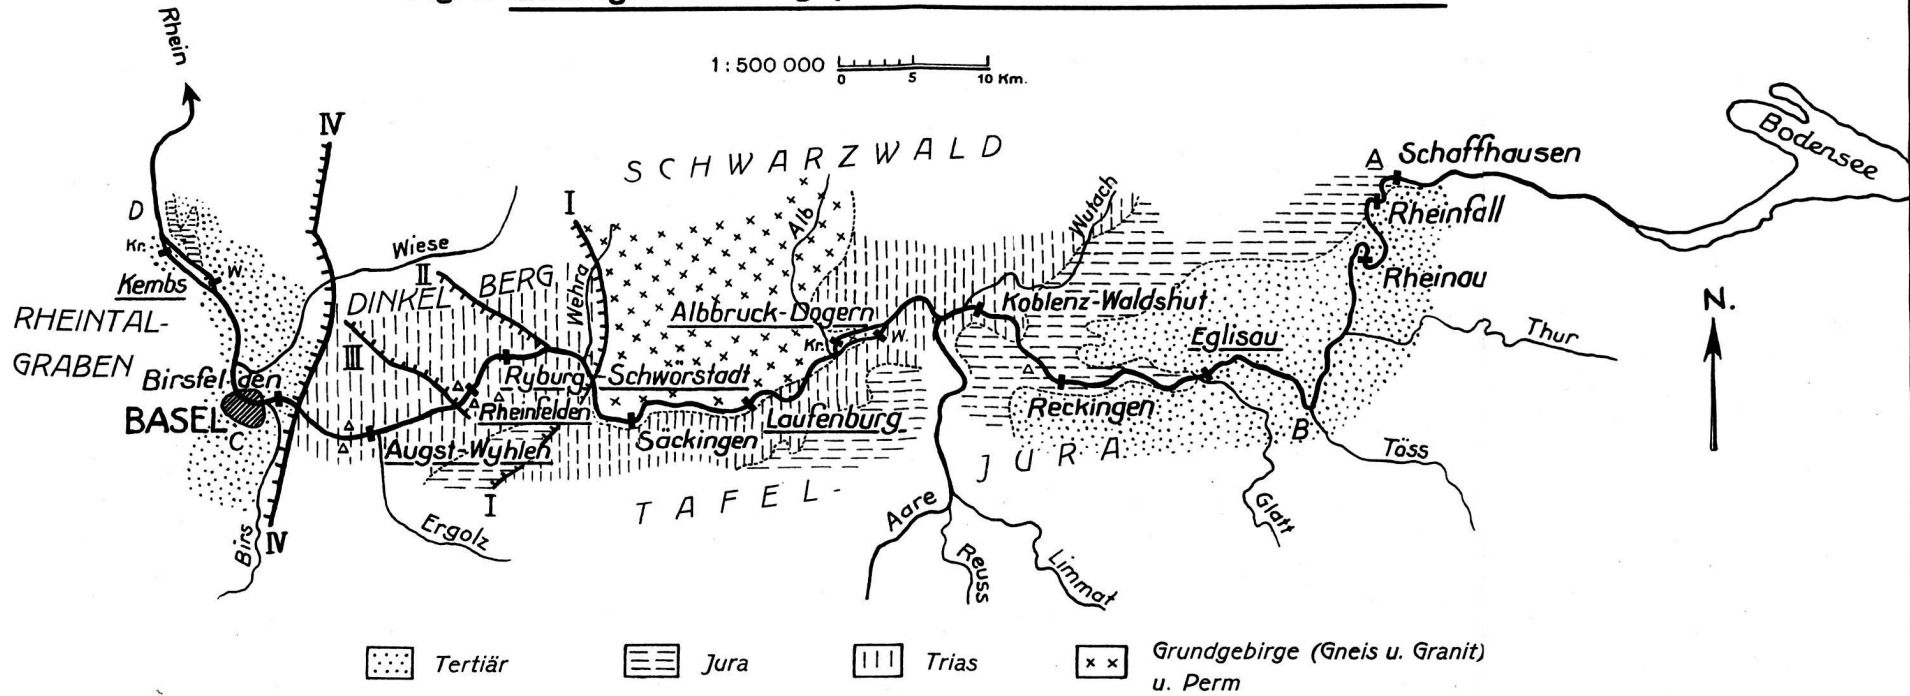 1:500 000
0 5 10 Km.
Rhein
IV
SCHWARZWALD
A Schaffhausen
Bodensee
Rheinfall
Rheinau
D
Kr.
W.
Kembs
Wiese
I
II
DINKEL BERG
Wehra
Alb
Wutach
RHEINTAL-
GRABEN
III
Albbruck-Dogern
Kr.
W.
Koblenz-Waldshut
Eglisau
Thur
N.
Birsfelden
BASEL
C
Ryburg-Schwörstadt
Rheinfelden
Augst-Wyhlen
Säckingen
Laufenburg
Reckingen
B
Töss
JURA
TAFEL-
I
IV
Birs
Ergolz
Aare
Reuss
Limmat
Glatt
Tertiär
Jura
Trias
Grundgebirge (Gneis u. Granit)
u. Perm